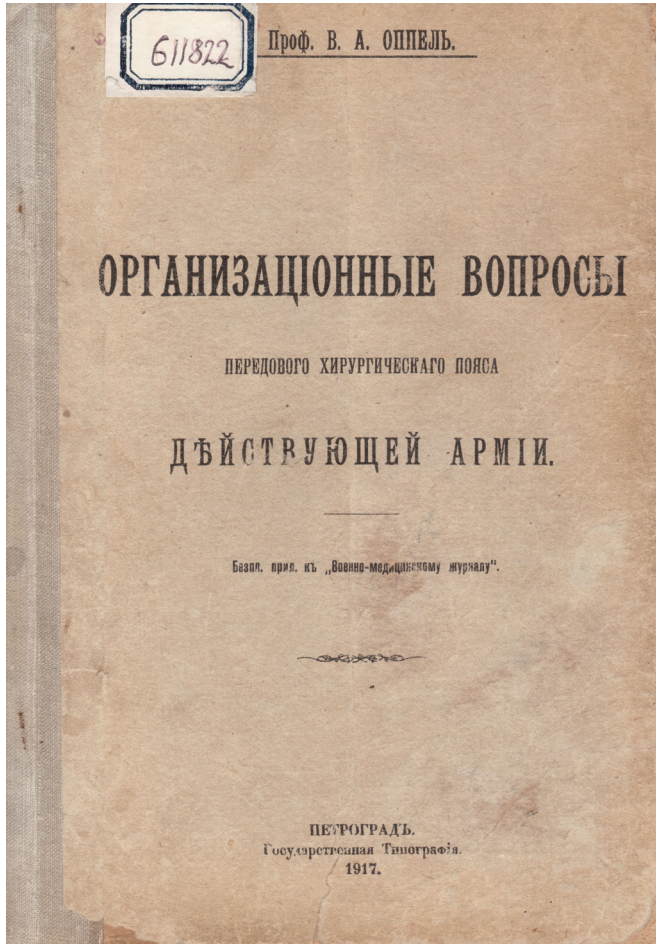 611822
Проф. В. А. ОППЕЛЬ.
ОРГАНИЗАЦІОННЫЕ ВОПРОСЫ
ПЕРЕДОВОГО ХИРУРГИЧЕСКАГО ПОЯСА
ДѢЙСТВУЮЩЕЙ АРМІИ.
Безпл. прил. къ „Военно-медицинскому журналу".
ПЕТРОГРАДЪ.
Государственная Типографія.
1917.